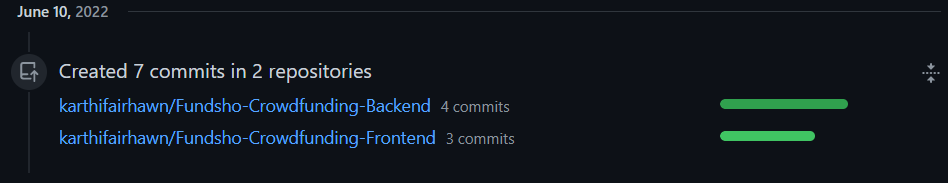 June 10, 2022
Created 7 commits in 2 repositories
karthifairhawn/Fundsho-Crowdfunding-Backend 4 commits
karthifairhawn/Fundsho-Crowdfunding-Frontend 3 commits